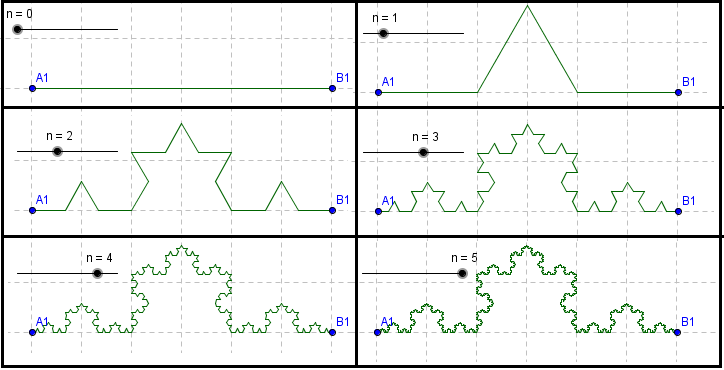 n = 0
A1 B1
n = 1
A1 B1
n = 2
A1 B1
n = 3
A1 B1
n = 4
A1 B1
n = 5
A1 B1